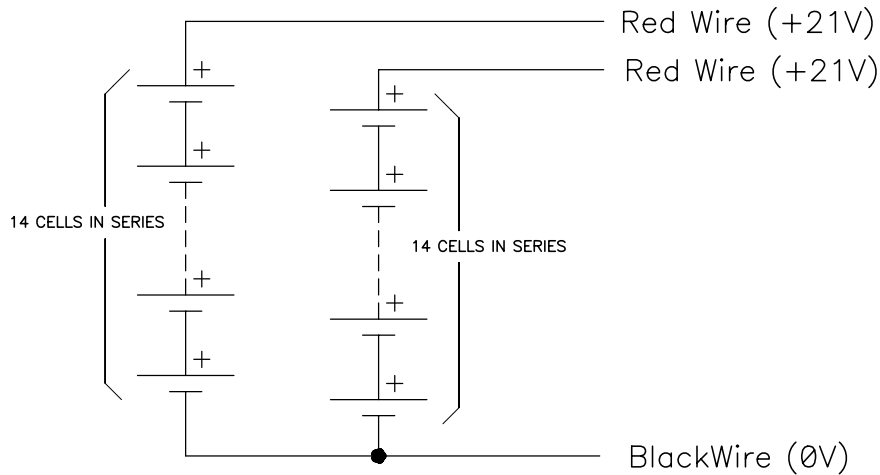 Red Wire (+21V)
Red Wire (+21V)
+
+
+
+
14 CELLS IN SERIES
14 CELLS IN SERIES
+
+
+
+
BlackWire (0V)